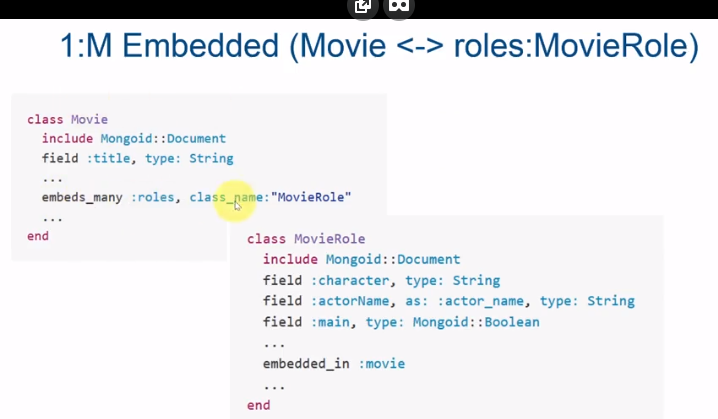 1:M Embedded (Movie <-> roles:MovieRole)
class Movie
include Mongoid::Document
field :title, type: String
...
embeds_many :roles, class_name:"MovieRole"
...
end
class MovieRole
include Mongoid::Document
field :character, type: String
field :actorName, as: :actor_name, type: String
field :main, type: Mongoid::Boolean
...
embedded_in :movie
...
end